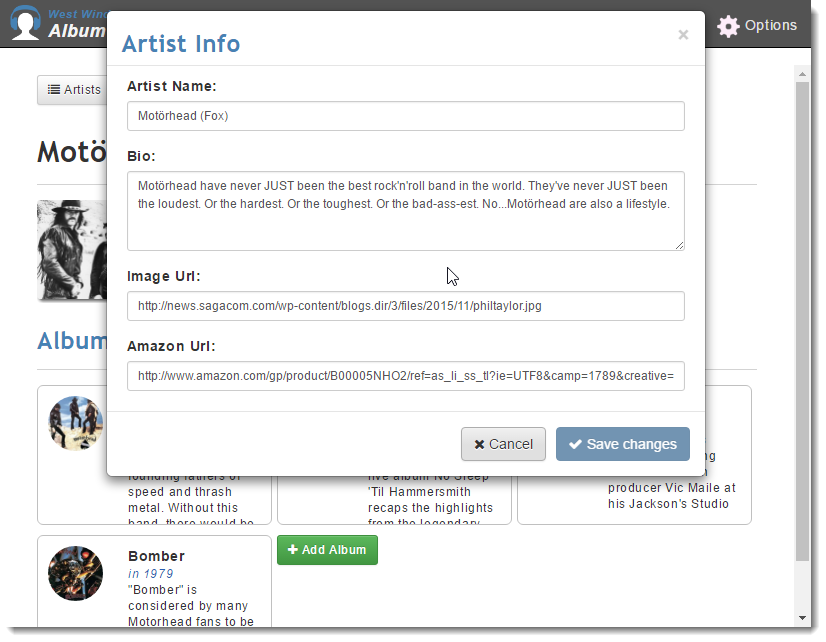 West Wind
Album
Options
Artists
Motö
Artist Info
×
Artist Name:
Motörhead (Fox)
Bio:
Motörhead have never JUST been the best rock'n'roll band in the world. They've never JUST been
the loudest. Or the hardest. Or the toughest. Or the bad-ass-est. No...Motörhead are also a lifestyle.
Image Url:
http://news.sagacom.com/wp-content/blogs.dir/3/files/2015/11/philtaylor.jpg
Amazon Url:
http://www.amazon.com/gp/product/B00005NHO2/ref=as_li_ss_tl?ie=UTF8&camp=1789&creative=
Cancel
Save changes
Album
founding fathers of
speed and thrash
metal. Without this
band, there would be
live album No Sleep
'Til Hammersmith
recaps the highlights
from the legendary
ng
producer Vic Maile at
his Jackson's Studio
Bomber
in 1979
"Bomber" is
considered by many
Motorhead fans to be
Add Album